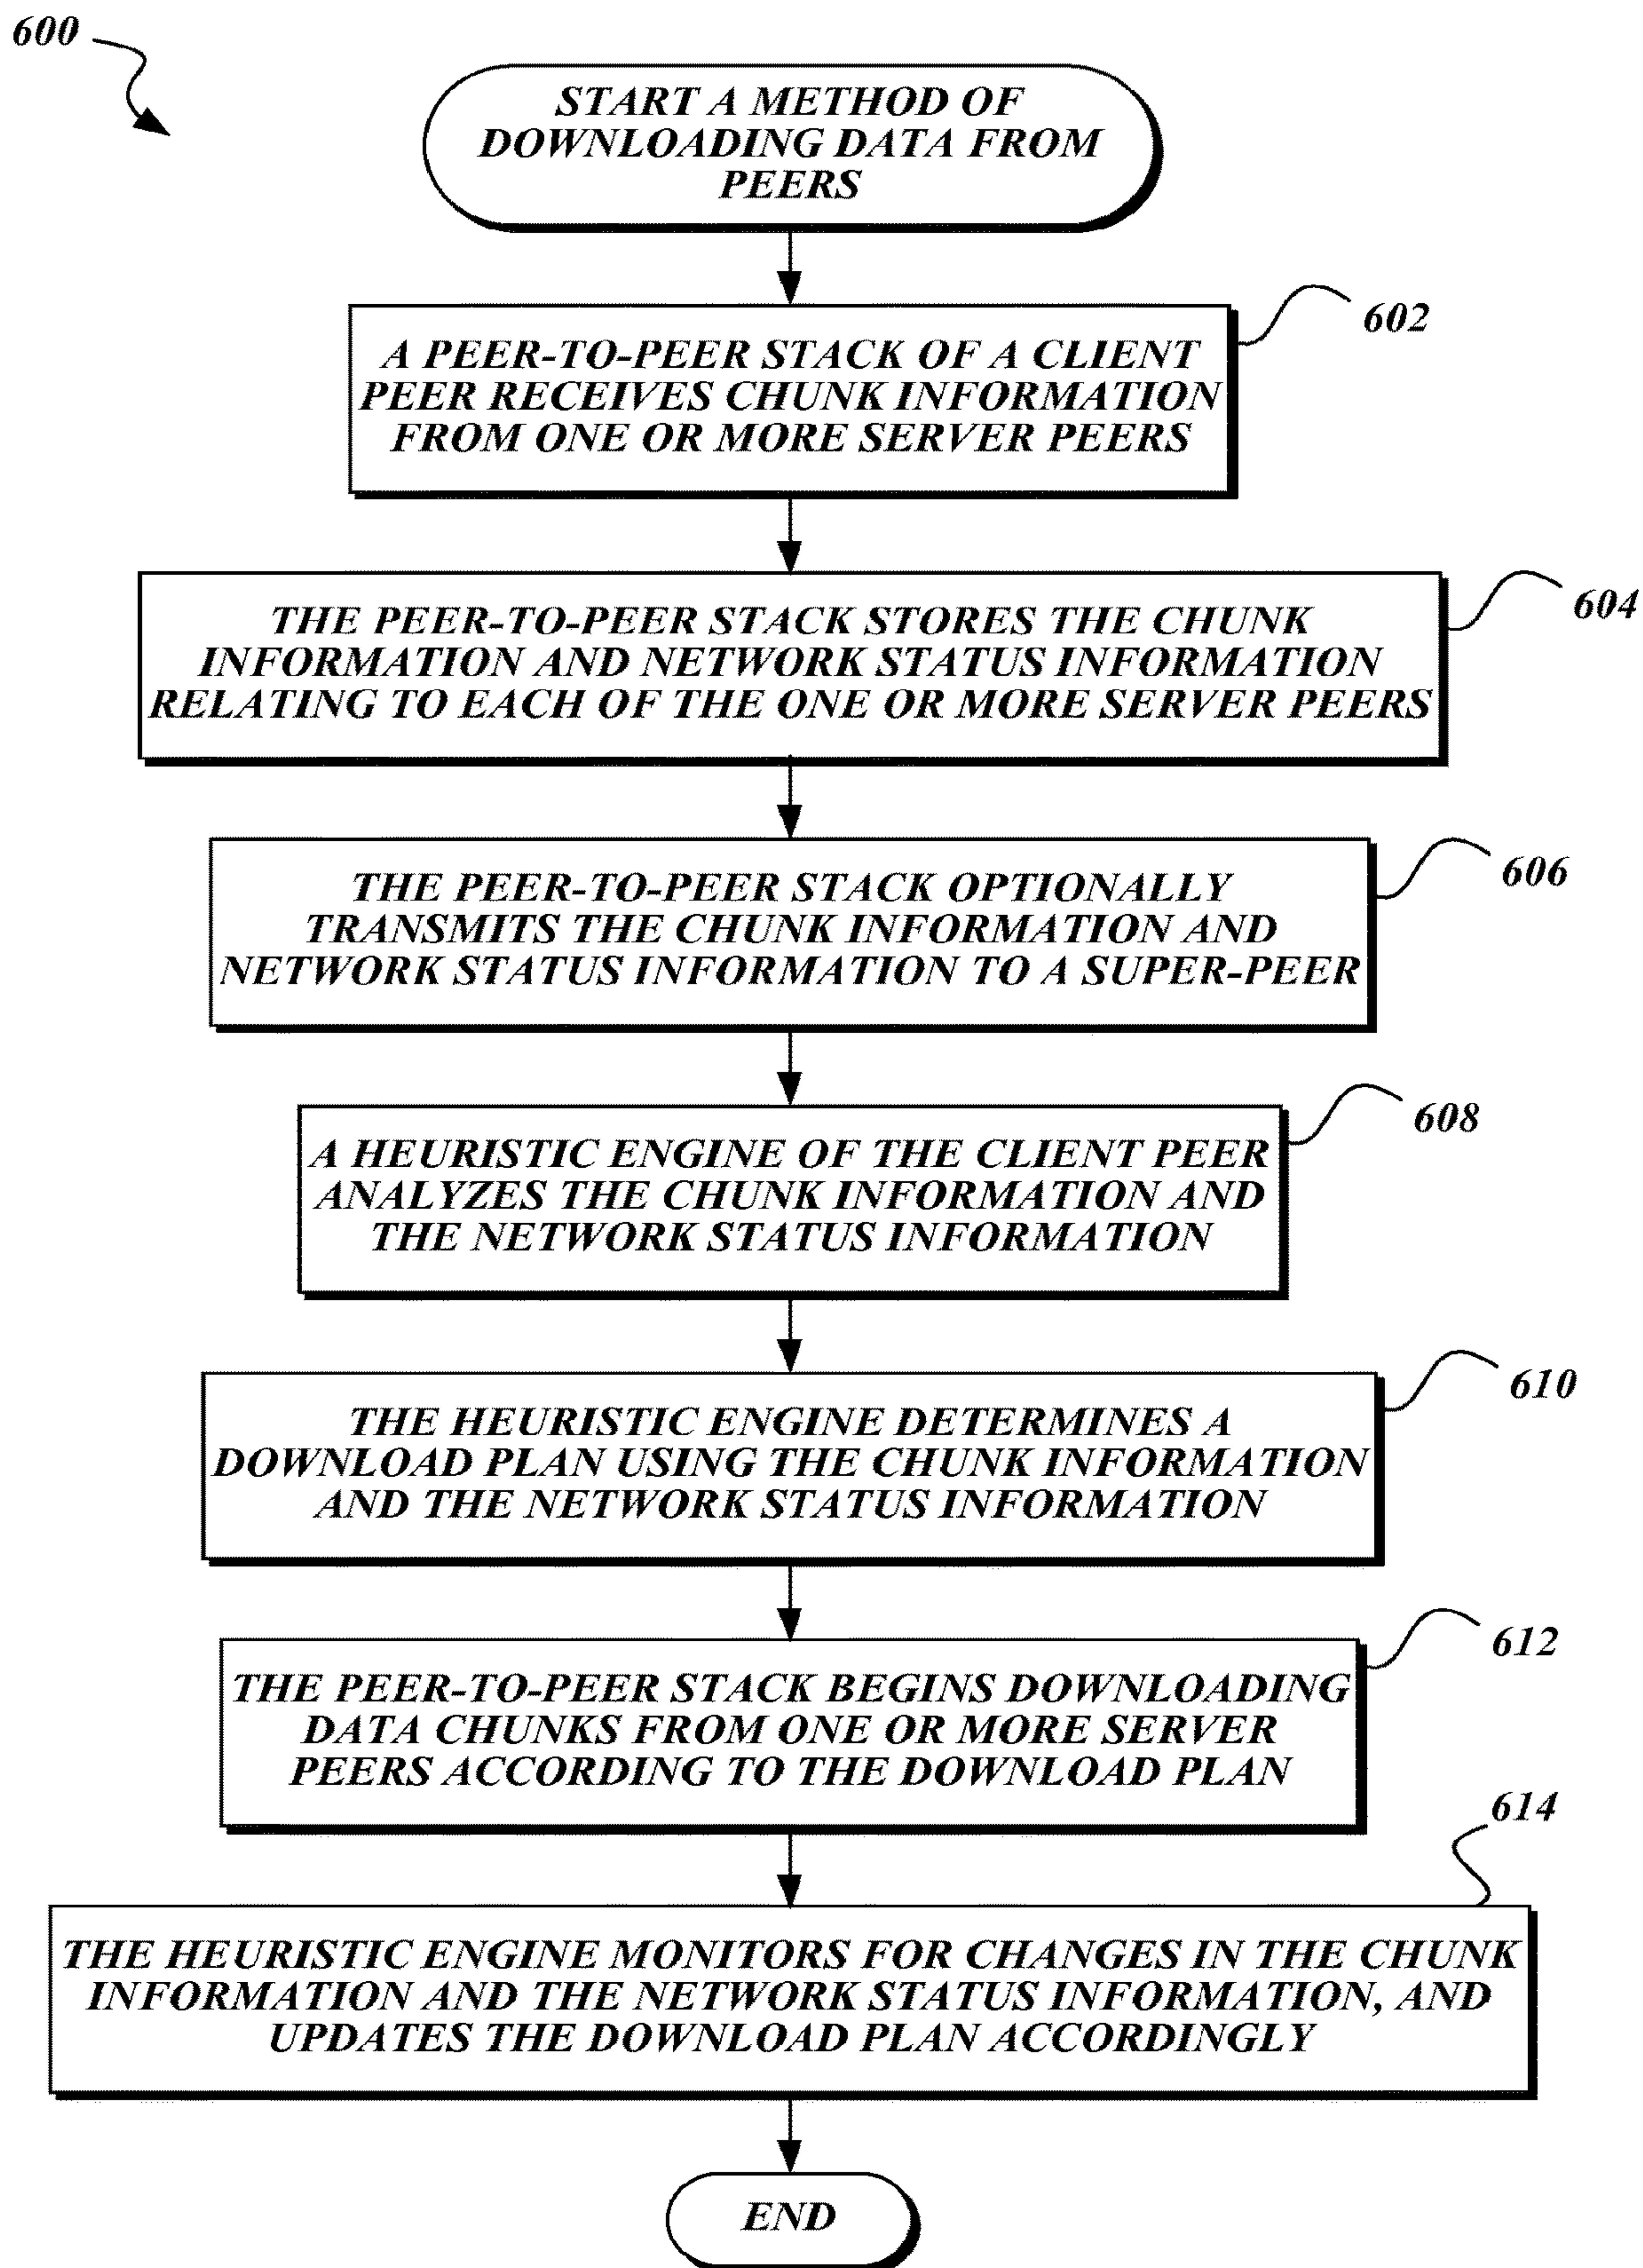 600
START A METHOD OF
DOWNLOADING DATA FROM
PEERS
602
A PEER-TO-PEER STACK OF A CLIENT
PEER RECEIVES CHUNK INFORMATION
FROM ONE OR MORE SERVER PEERS
604
THE PEER-TO-PEER STACK STORES THE CHUNK
INFORMATION AND NETWORK STATUS INFORMATION
RELATING TO EACH OF THE ONE OR MORE SERVER PEERS
606
THE PEER-TO-PEER STACK OPTIONALLY
TRANSMITS THE CHUNK INFORMATION AND
NETWORK STATUS INFORMATION TO A SUPER-PEER
608
A HEURISTIC ENGINE OF THE CLIENT PEER
ANALYZES THE CHUNK INFORMATION AND
THE NETWORK STATUS INFORMATION
610
THE HEURISTIC ENGINE DETERMINES A
DOWNLOAD PLAN USING THE CHUNK INFORMATION
AND THE NETWORK STATUS INFORMATION
612
THE PEER-TO-PEER STACK BEGINS DOWNLOADING
DATA CHUNKS FROM ONE OR MORE SERVER
PEERS ACCORDING TO THE DOWNLOAD PLAN
614
THE HEURISTIC ENGINE MONITORS FOR CHANGES IN THE CHUNK
INFORMATION AND THE NETWORK STATUS INFORMATION, AND
UPDATES THE DOWNLOAD PLAN ACCORDINGLY
END